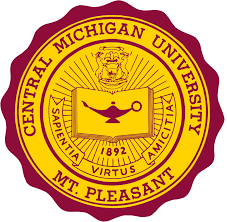 CENTRAL MICHIGAN UNIVERSITY
SAPIENTIA
VIRTUS
AMICITIA
1892
MT. PLEASANT